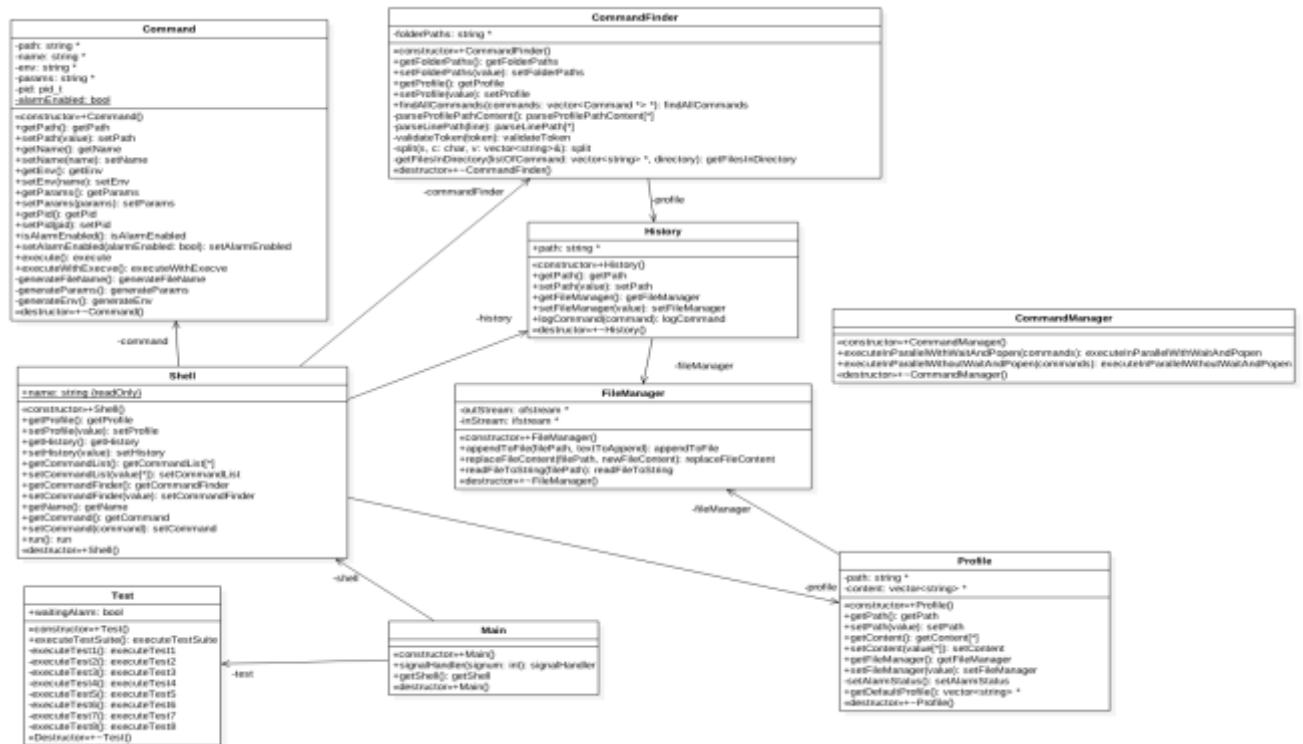 Command
-path: string *
-name: string *
-env: string *
-params: string *
-pid: pid_t
-alarmEnabled: bool
«constructor»+Command()
+getPath(): getPath
+setPath(value): setPath
+getName(): getName
+setName(name): setName
+getEnv(): getEnv
+setEnv(name): setEnv
+getParams(): getParams
+setParams(params): setParams
+getPid(): getPid
+setPid(pid): setPid
+isAlarmEnabled(): isAlarmEnabled
+setAlarmEnabled(alarmEnabled: bool): setAlarmEnabled
+execute(): execute
+executeWithExecve(): executeWithExecve
-generateFileName(): generateFileName
-generateParams(): generateParams
-generateEnv(): generateEnv
«destructor»+~Command()
CommandFinder
-folderPaths: string *
«constructor»+CommandFinder()
+getFolderPaths(): getFolderPaths
+setFolderPaths(value): setFolderPaths
+getProfile(): getProfile
+setProfile(value): setProfile
+findAllCommands(commands: vector<Command *> *): findAllCommands
-parseProfilePathContent(): parseProfilePathContent[*]
-parseLinePath(line): parseLinePath[*]
-validateToken(token): validateToken
-split(s, c: char, v: vector<string>&): split
-getFilesInDirectory(listOfCommand: vector<string> *, directory): getFilesInDirectory
«destructor»+~CommandFinder()
-commandFinder
-profile
History
+path: string *
«constructor»+History()
+getPath(): getPath
+setPath(value): setPath
+getFileManager(): getFileManager
+setFileManager(value): setFileManager
+logCommand(command): logCommand
«destructor»+~History()
-history
-fileManager
CommandManager
«constructor»+CommandManager()
+executeInParallelWithWaitAndPopen(commands): executeInParallelWithWaitAndPopen
+executeInParallelWithoutWaitAndPopen(commands): executeInParallelWithoutWaitAndPopen
«destructor»+~CommandManager()
-command
Shell
+name: string {readOnly}
«constructor»+Shell()
+getProfile(): getProfile
+setProfile(value): setProfile
+getHistory(): getHistory
+setHistory(value): setHistory
+getCommandList(): getCommandList[*]
+setCommandList(value[*]): setCommandList
+getCommandFinder(): getCommandFinder
+setCommandFinder(value): setCommandFinder
+getName(): getName
+getCommand(): getCommand
+setCommand(command): setCommand
+run(): run
«destructor»+Shell()
FileManager
-outStream: ofstream *
-inStream: ifstream *
«constructor»+FileManager()
+appendToFile(filePath, textToAppend): appendToFile
+replaceFileContent(filePath, newFileContent): replaceFileContent
+readFileToString(filePath): readFileToString
«destructor»+~FileManager()
-fileManager
-profile
Profile
-path: string *
-content: vector<string> *
«constructor»+Profile()
+getPath(): getPath
+setPath(value): setPath
+getContent(): getContent[*]
+setContent(value[*]): setContent
+getFileManager(): getFileManager
+setFileManager(value): setFileManager
-setAlarmStatus(): setAlarmStatus
+getDefaultProfile(): vector<string> *
«destructor»+~Profile()
-shell
Test
+waitingAlarm: bool
«constructor»+Test()
+executeTestSuite(): executeTestSuite
-executeTest1(): executeTest1
-executeTest2(): executeTest2
-executeTest3(): executeTest3
-executeTest4(): executeTest4
-executeTest5(): executeTest5
-executeTest6(): executeTest6
-executeTest7(): executeTest7
-executeTest8(): executeTest8
«Destructor»+~Test()
-test
Main
«constructor»+Main()
+signalHandler(signum: int): signalHandler
+getShell(): getShell
«destructor»+Main()